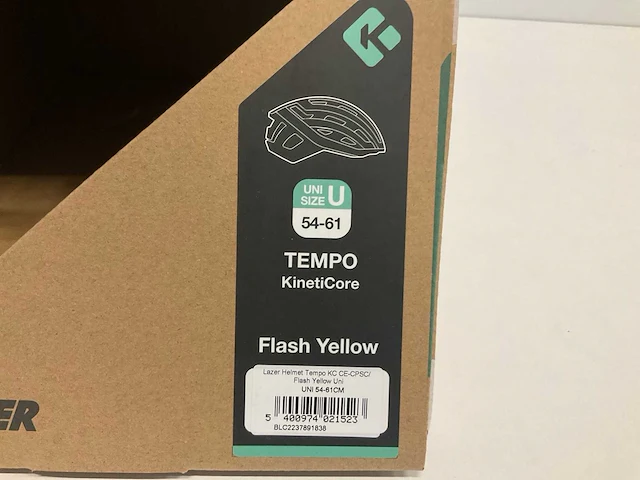 K
UNI
SIZE U
54-61
TEMPO
KinetiCore
Flash Yellow
Lazer Helmet Tempo KC CE-CPSC/
Flash Yellow Uni
UNI 54-61CM
5 400974 021523
BLC2237891838
ER